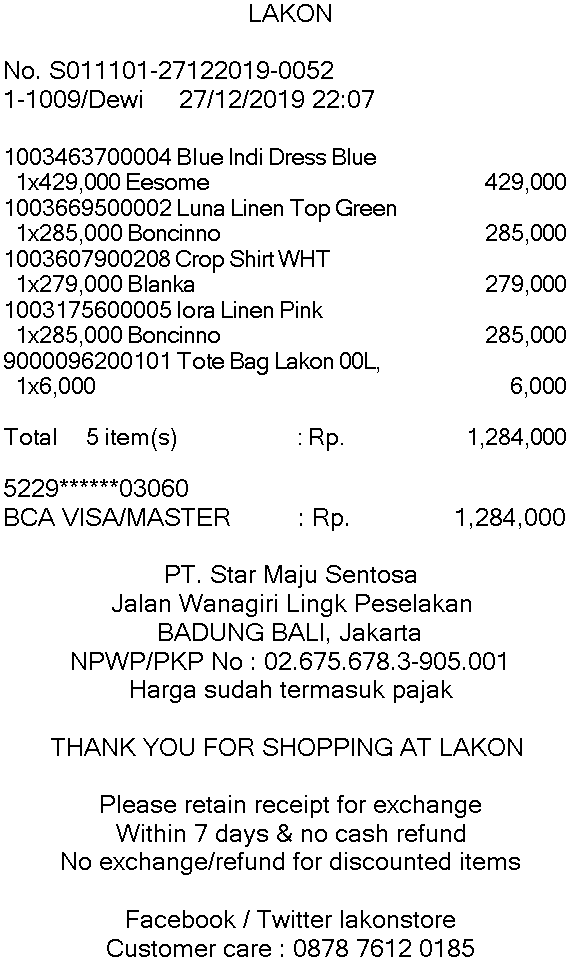 LAKON
No. S011101-27122019-0052
1-1009/Dewi 27/12/2019 22:07
1003463700004 Blue Indi Dress Blue
1x429,000 Eesome 429,000
1003669500002 Luna Linen Top Green
1x285,000 Boncinno 285,000
1003607900208 Crop Shirt WHT
1x279,000 Blanka 279,000
1003175600005 Iora Linen Pink
1x285,000 Boncinno 285,000
9000096200101 Tote Bag Lakon 00L,
1x6,000 6,000
Total 5 item(s) : Rp. 1,284,000
5229******03060
BCA VISA/MASTER : Rp. 1,284,000
PT. Star Maju Sentosa
Jalan Wanagiri Lingk Peselakan
BADUNG BALI, Jakarta
NPWP/PKP No : 02.675.678.3-905.001
Harga sudah termasuk pajak
THANK YOU FOR SHOPPING AT LAKON
Please retain receipt for exchange
Within 7 days & no cash refund
No exchange/refund for discounted items
Facebook / Twitter lakonstore
Customer care : 0878 7612 0185